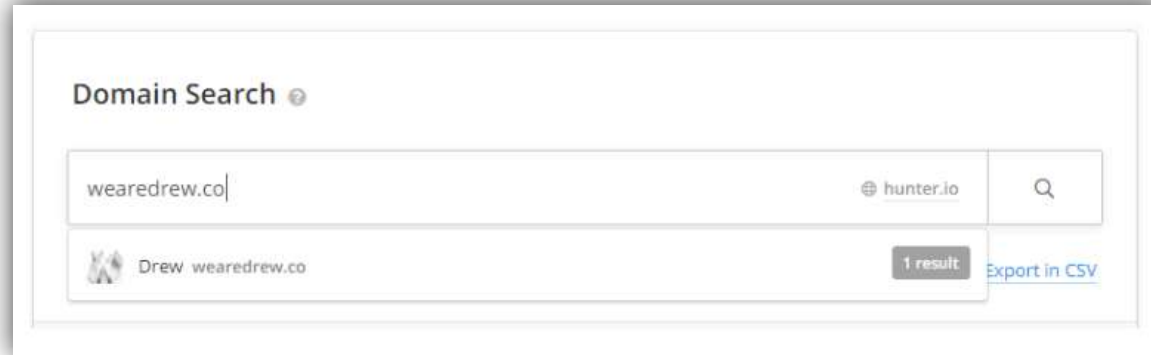 Domain Search ?
wearedrew.co hunter.io
Drew wearedrew.co 1 result
Export in CSV